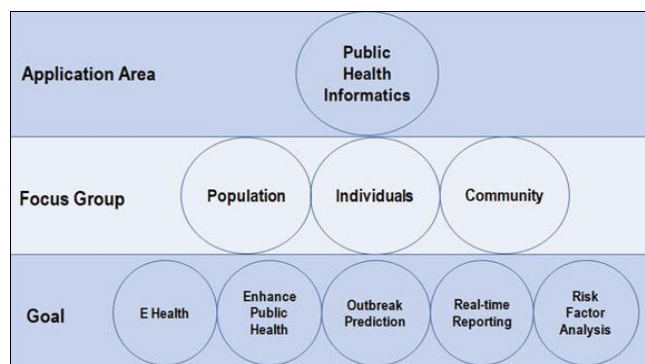 Application Area
Public
Health
Informatics
Focus Group
Population
Individuals
Community
Goal
E Health
Enhance
Public
Health
Outbreak
Prediction
Real-time
Reporting
Risk
Factor
Analysis